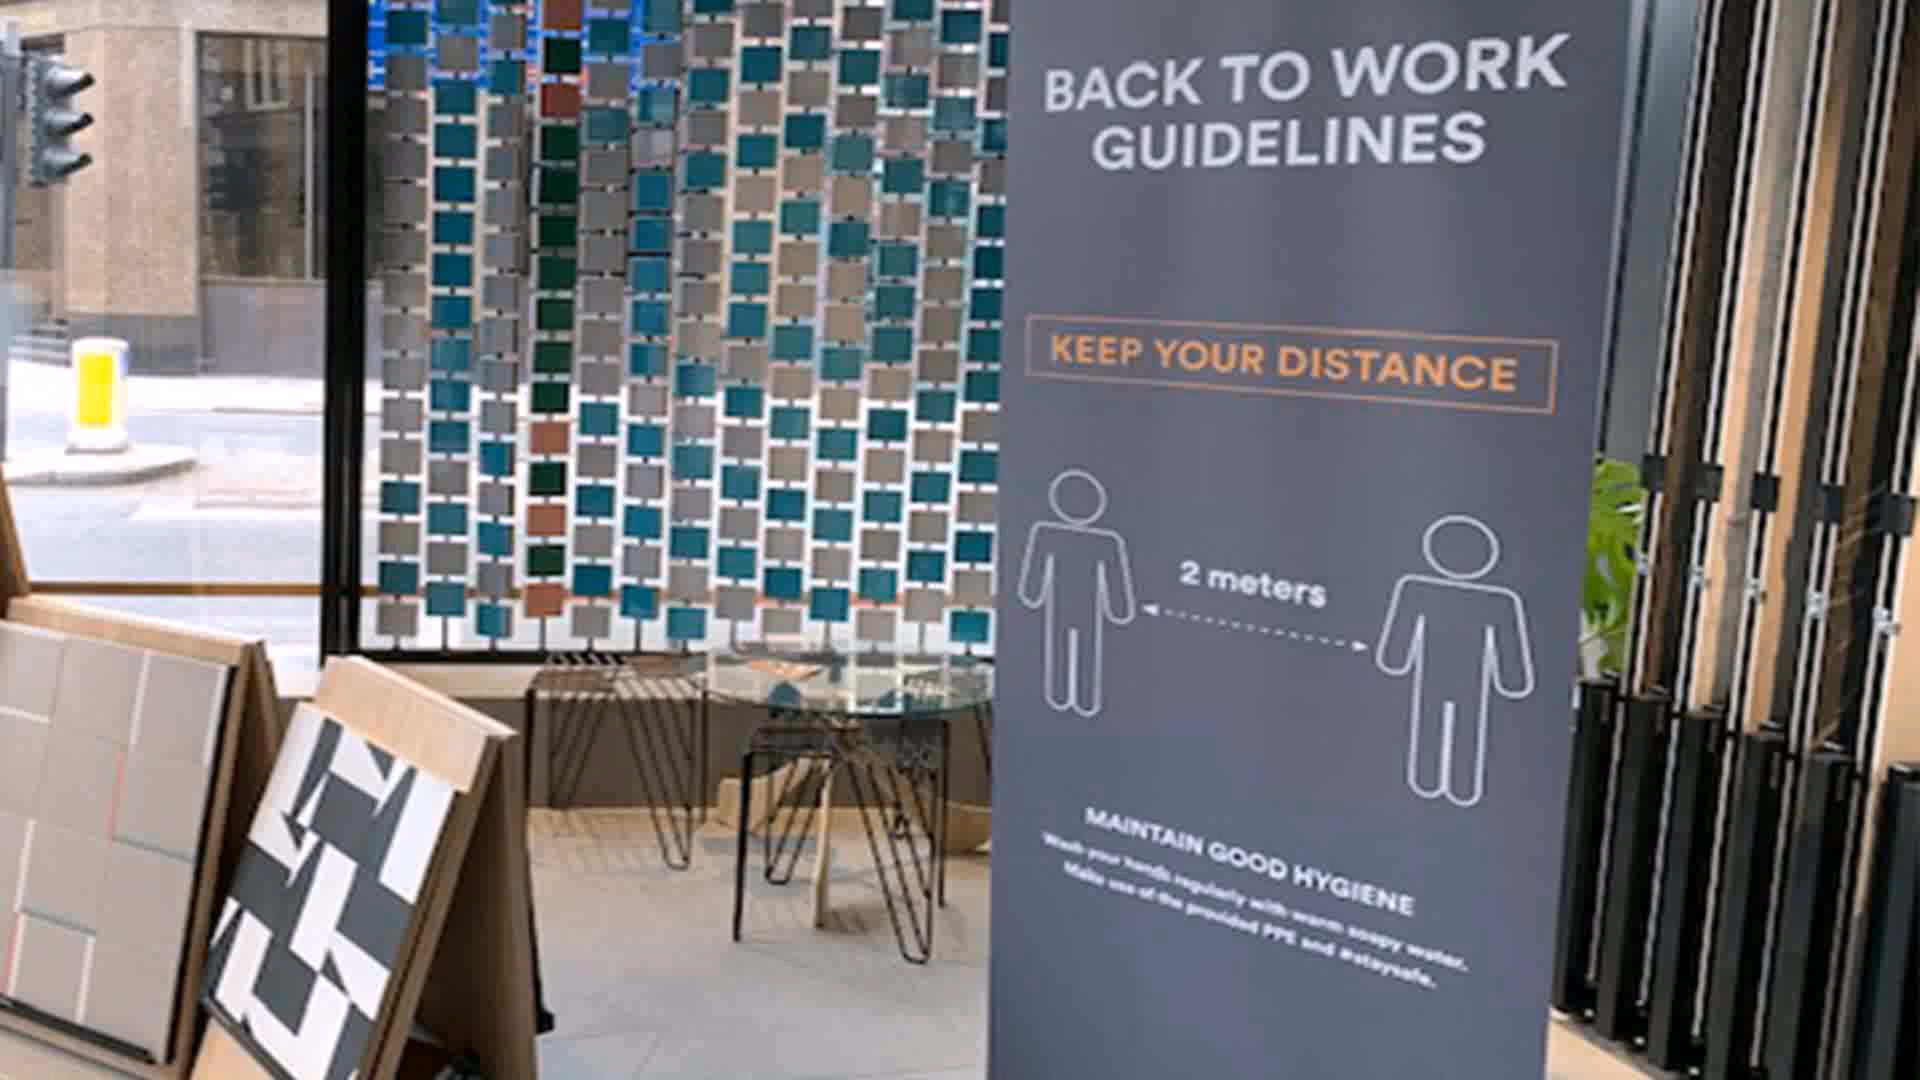 BACK TO WORK
GUIDELINES
KEEP YOUR DISTANCE
2 meters
MAINTAIN GOOD HYGIENE
Wash your hands regularly with warm soapy water.
Make use of the provided PPE and #staysafe.